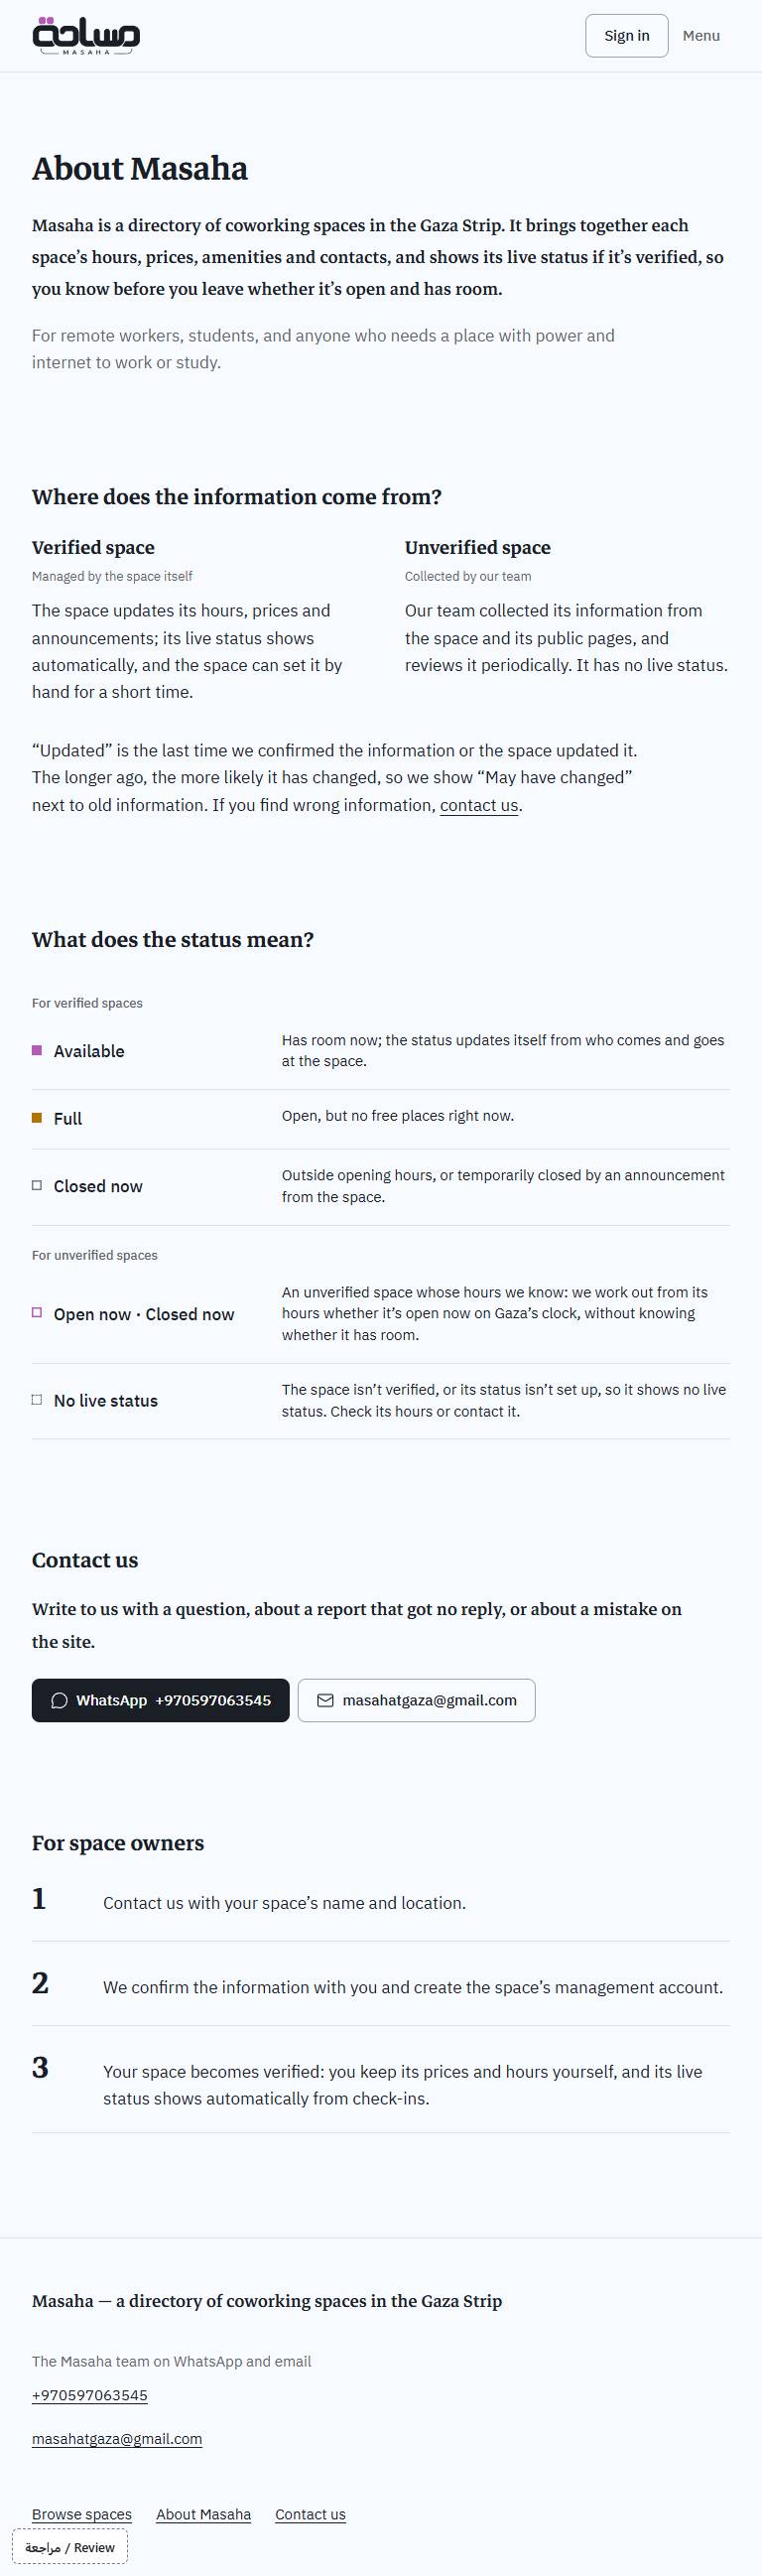 مساحة
MASAHA
Sign in
Menu
About Masaha
Masaha is a directory of coworking spaces in the Gaza Strip. It brings together each
space’s hours, prices, amenities and contacts, and shows its live status if it’s verified, so
you know before you leave whether it’s open and has room.
For remote workers, students, and anyone who needs a place with power and
internet to work or study.
Where does the information come from?
Verified space
Managed by the space itself
The space updates its hours, prices and
announcements; its live status shows
automatically, and the space can set it by
hand for a short time.
Unverified space
Collected by our team
Our team collected its information from
the space and its public pages, and
reviews it periodically. It has no live status.
“Updated” is the last time we confirmed the information or the space updated it.
The longer ago, the more likely it has changed, so we show “May have changed”
next to old information. If you find wrong information, contact us.
What does the status mean?
For verified spaces
Available
Has room now; the status updates itself from who comes and goes
at the space.
Full
Open, but no free places right now.
Closed now
Outside opening hours, or temporarily closed by an announcement
from the space.
For unverified spaces
Open now · Closed now
An unverified space whose hours we know: we work out from its
hours whether it’s open now on Gaza’s clock, without knowing
whether it has room.
No live status
The space isn’t verified, or its status isn’t set up, so it shows no live
status. Check its hours or contact it.
Contact us
Write to us with a question, about a report that got no reply, or about a mistake on
the site.
WhatsApp +970597063545
masahatgaza@gmail.com
For space owners
1 Contact us with your space’s name and location.
2 We confirm the information with you and create the space’s management account.
3 Your space becomes verified: you keep its prices and hours yourself, and its live
status shows automatically from check-ins.
Masaha — a directory of coworking spaces in the Gaza Strip
The Masaha team on WhatsApp and email
+970597063545
masahatgaza@gmail.com
Browse spaces About Masaha Contact us
مراجعة / Review